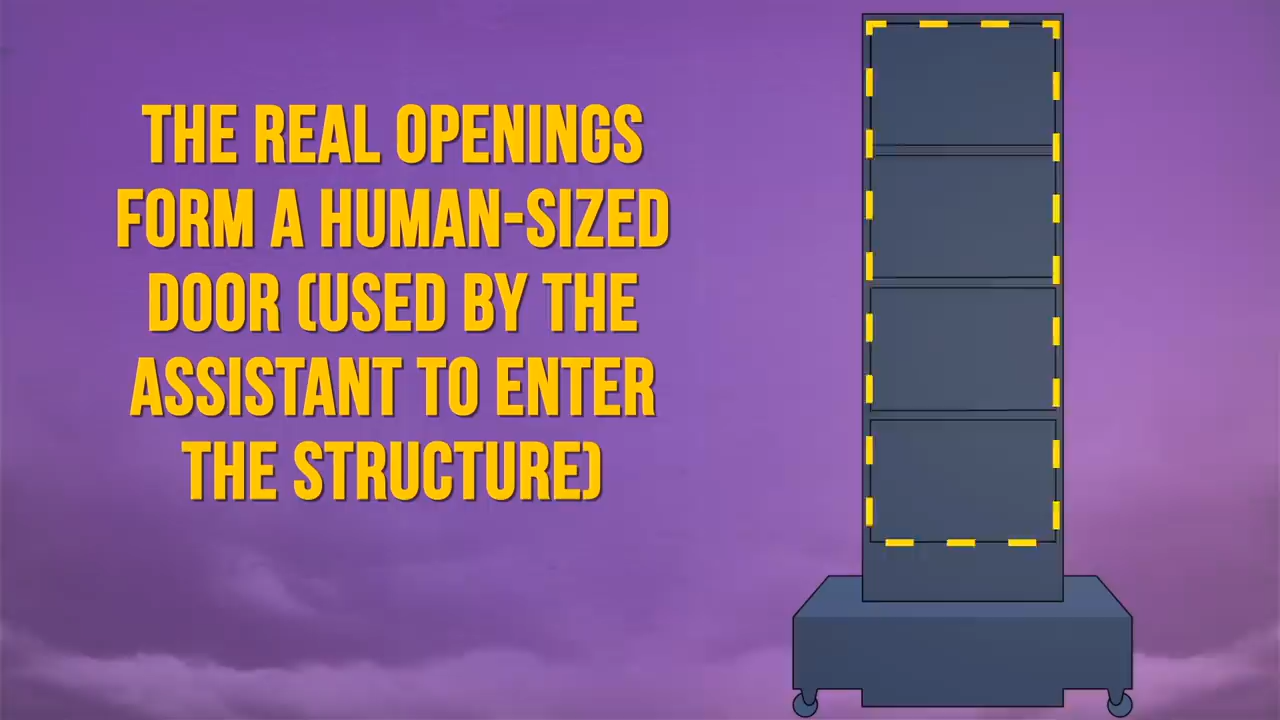 THE REAL OPENINGS
FORM A HUMAN-SIZED
DOOR (USED BY THE
ASSISTANT TO ENTER
THE STRUCTURE)